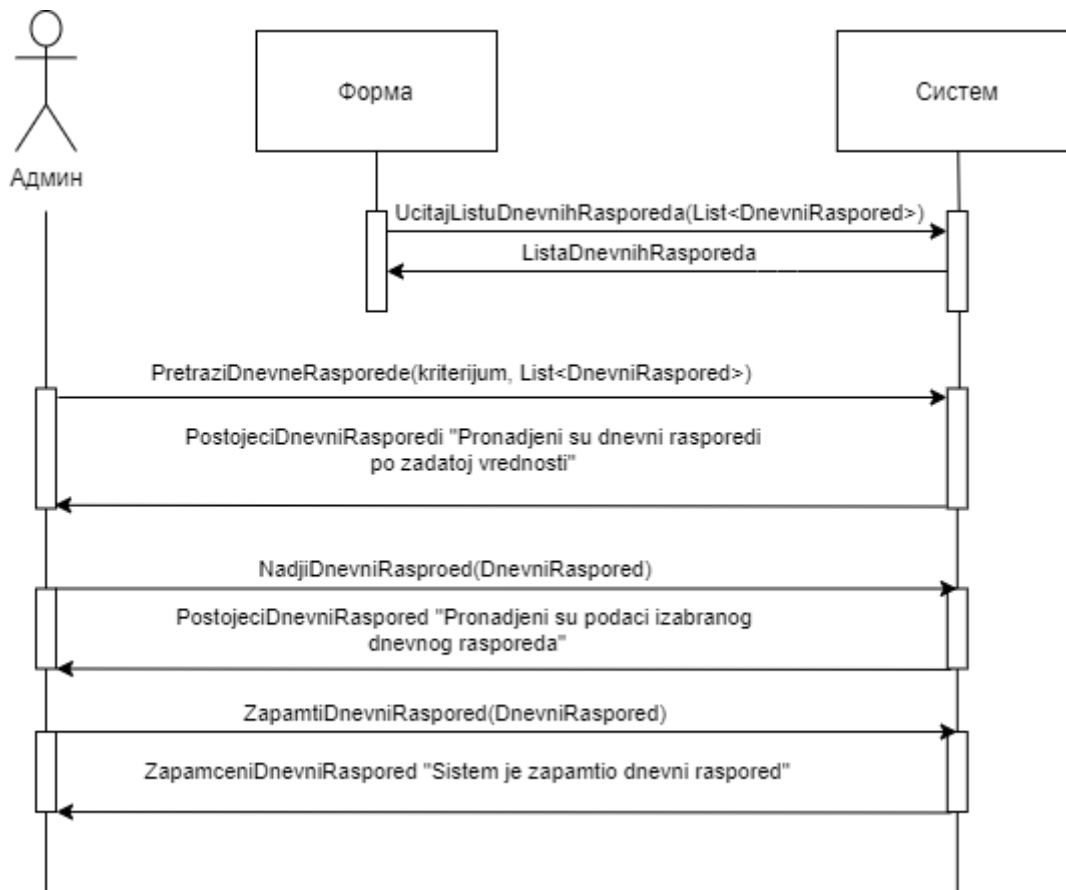 Форма
Систем
Админ
UcitajListuDnevnihRasporeda(List<DnevniRaspored>)
ListaDnevnihRasporeda
PretraziDnevneRasporede(kriterijum, List<DnevniRaspored>)
PostojeciDnevniRasporedi "Pronadjeni su dnevni rasporedi
po zadatoj vrednosti"
NadjiDnevniRasproed(DnevniRaspored)
PostojeciDnevniRaspored "Pronadjeni su podaci izabranog
dnevnog rasporeda"
ZapamtiDnevniRaspored(DnevniRaspored)
ZapamceniDnevniRaspored "Sistem je zapamtio dnevni raspored"